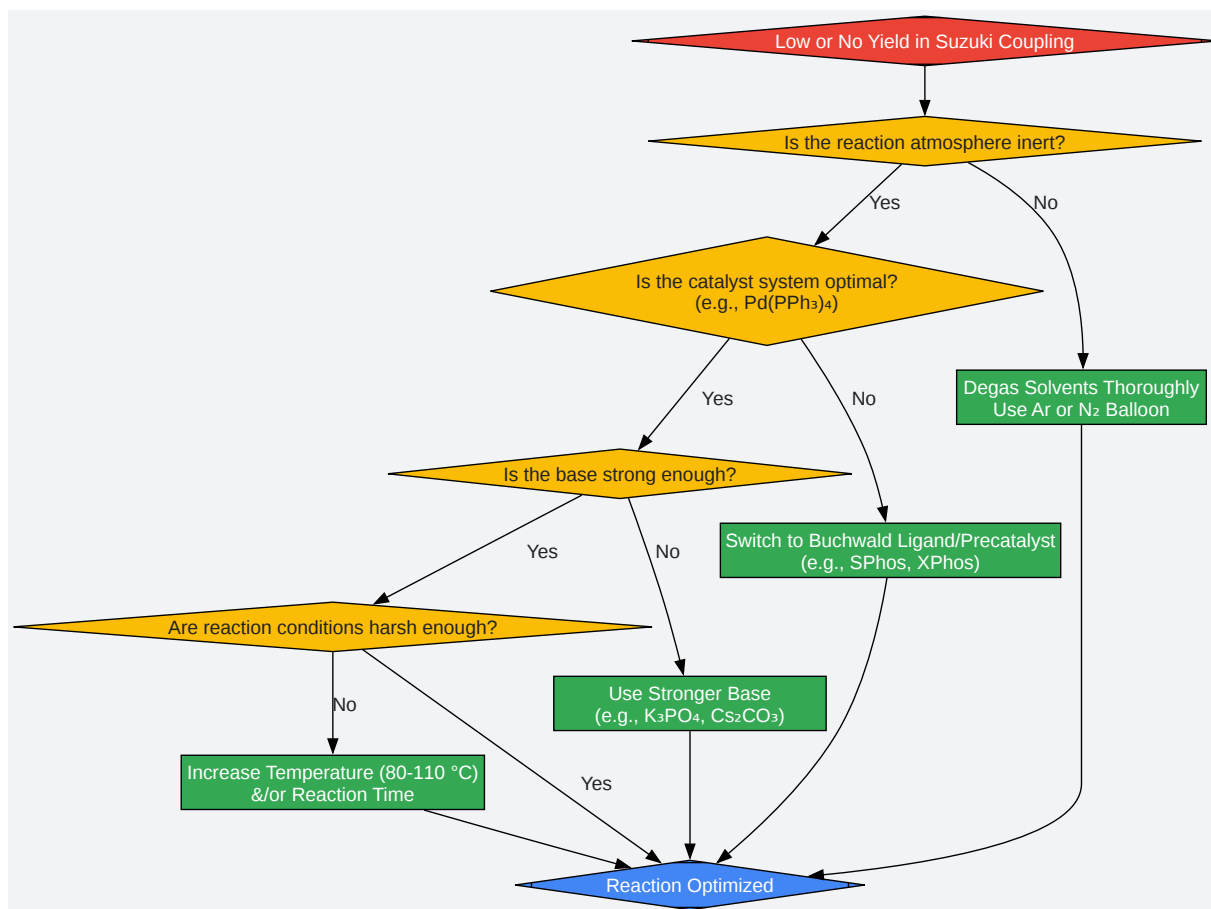 Low or No Yield in Suzuki Coupling
Is the reaction atmosphere inert?
Yes
No
Is the catalyst system optimal?
(e.g., Pd(PPh₃)₄)
Degas Solvents Thoroughly
Use Ar or N₂ Balloon
Yes
No
Is the base strong enough?
Switch to Buchwald Ligand/Precatalyst
(e.g., SPhos, XPhos)
Yes
No
Are reaction conditions harsh enough?
Use Stronger Base
(e.g., K₃PO₄, Cs₂CO₃)
No
Increase Temperature (80-110 °C)
&/or Reaction Time
Yes
Reaction Optimized